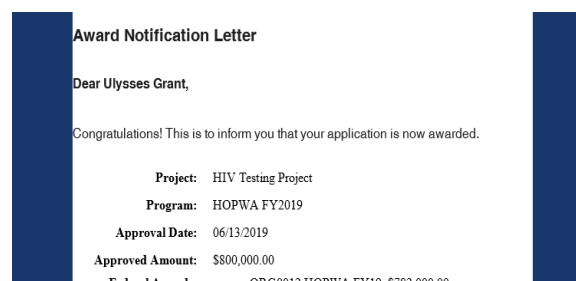 Award Notification Letter
Dear Ulysses Grant,
Congratulations! This is to inform you that your application is now awarded.
Project: HIV Testing Project
Program: HOPWA FY2019
Approval Date: 06/13/2019
Approved Amount: $800,000.00